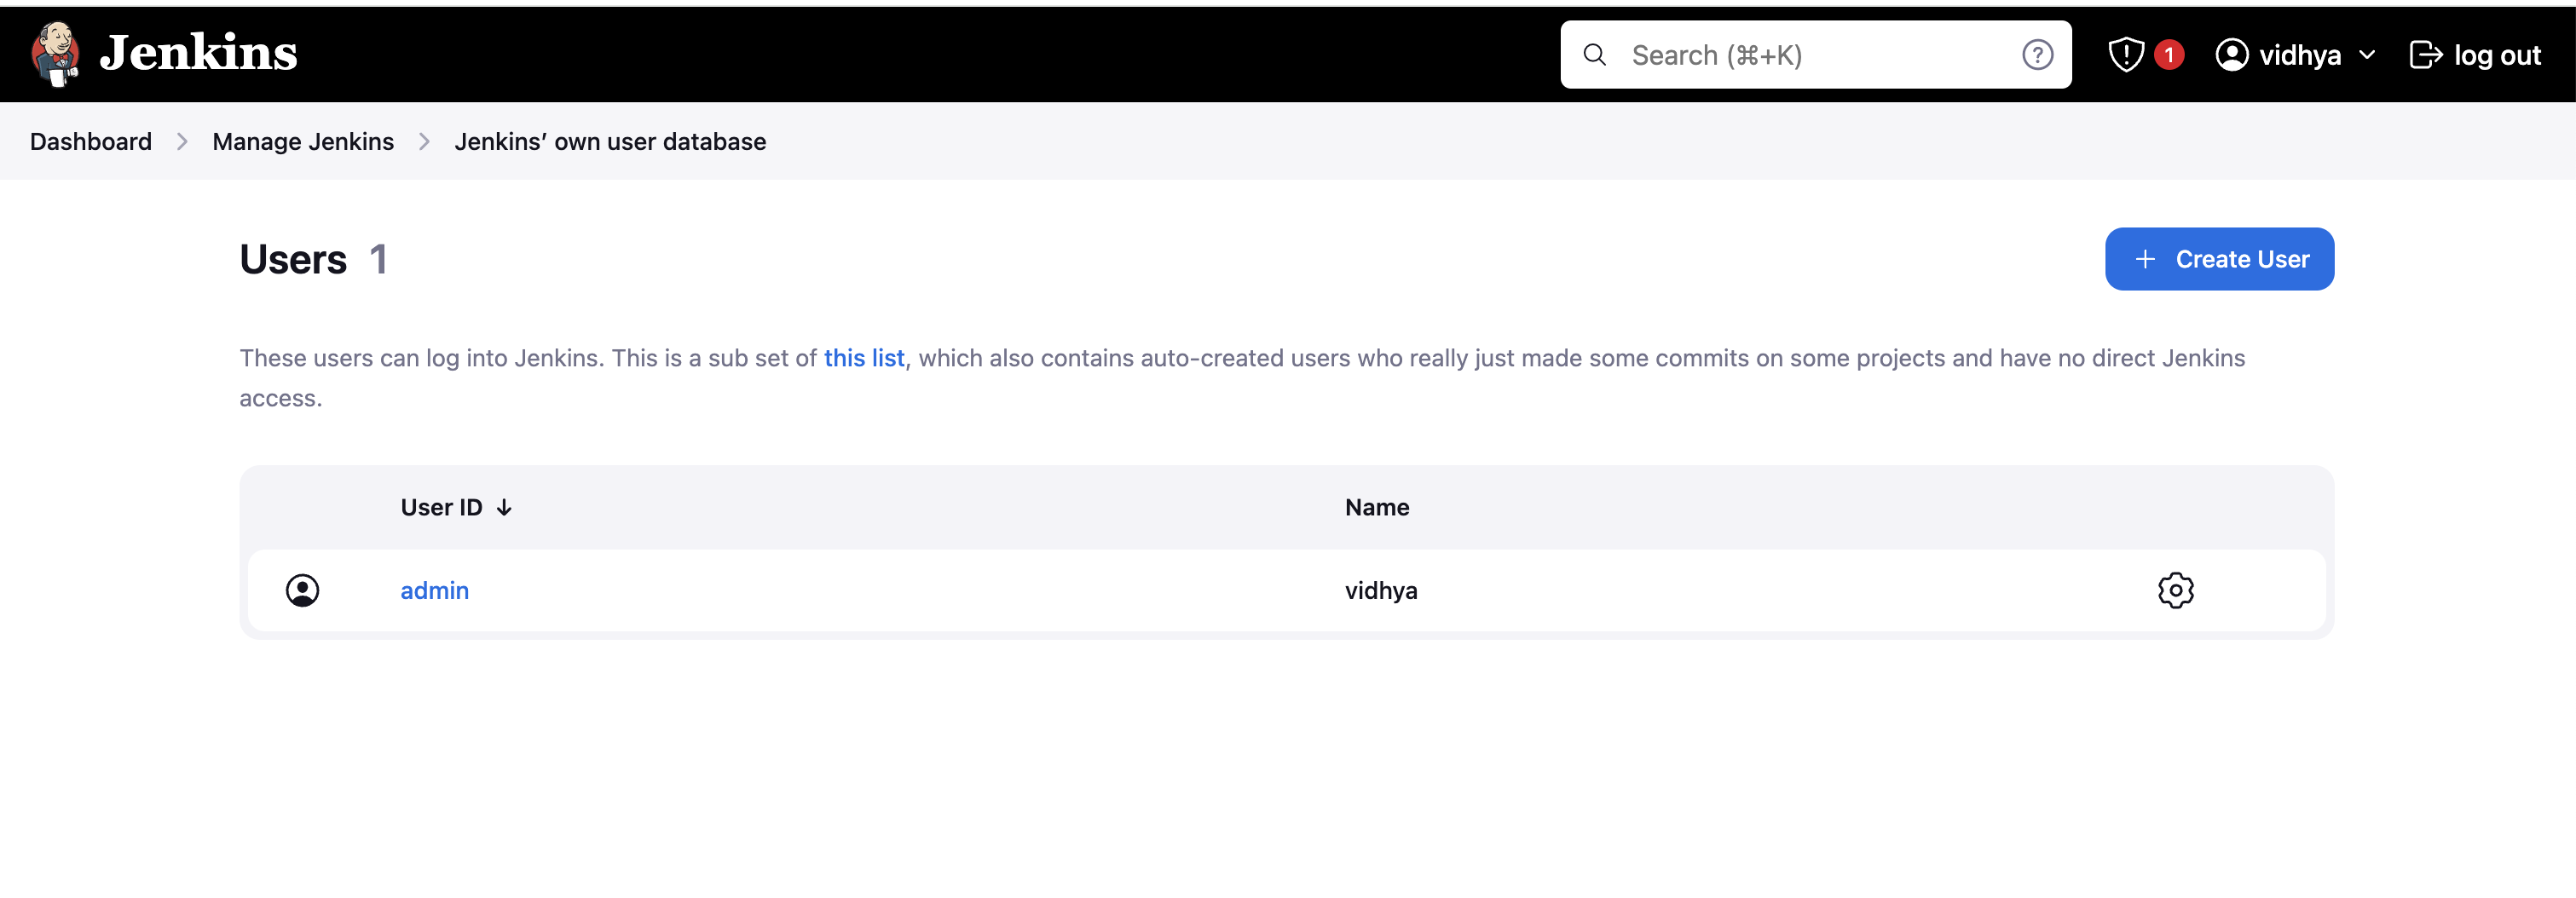 Jenkins
Search (⌘+K)
1
vidhya
log out
Dashboard
Manage Jenkins
Jenkins’ own user database
Users 1
Create User
These users can log into Jenkins. This is a sub set of this list, which also contains auto-created users who really just made some commits on some projects and have no direct Jenkins
access.
User ID ↓
Name
admin
vidhya